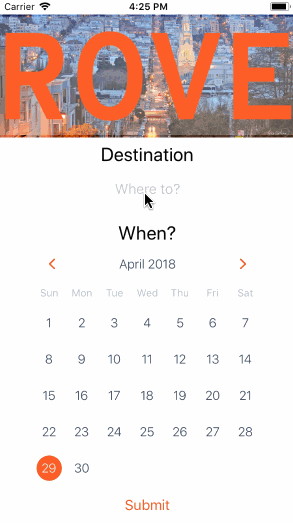 Carrier 4:25 PM
ROVE
Destination
Where to?
When?
April 2018
Sun Mon Tue Wed Thu Fri Sat
1 2 3 4 5 6 7
8 9 10 11 12 13 14
15 16 17 18 19 20 21
22 23 24 25 26 27 28
29 30
Submit